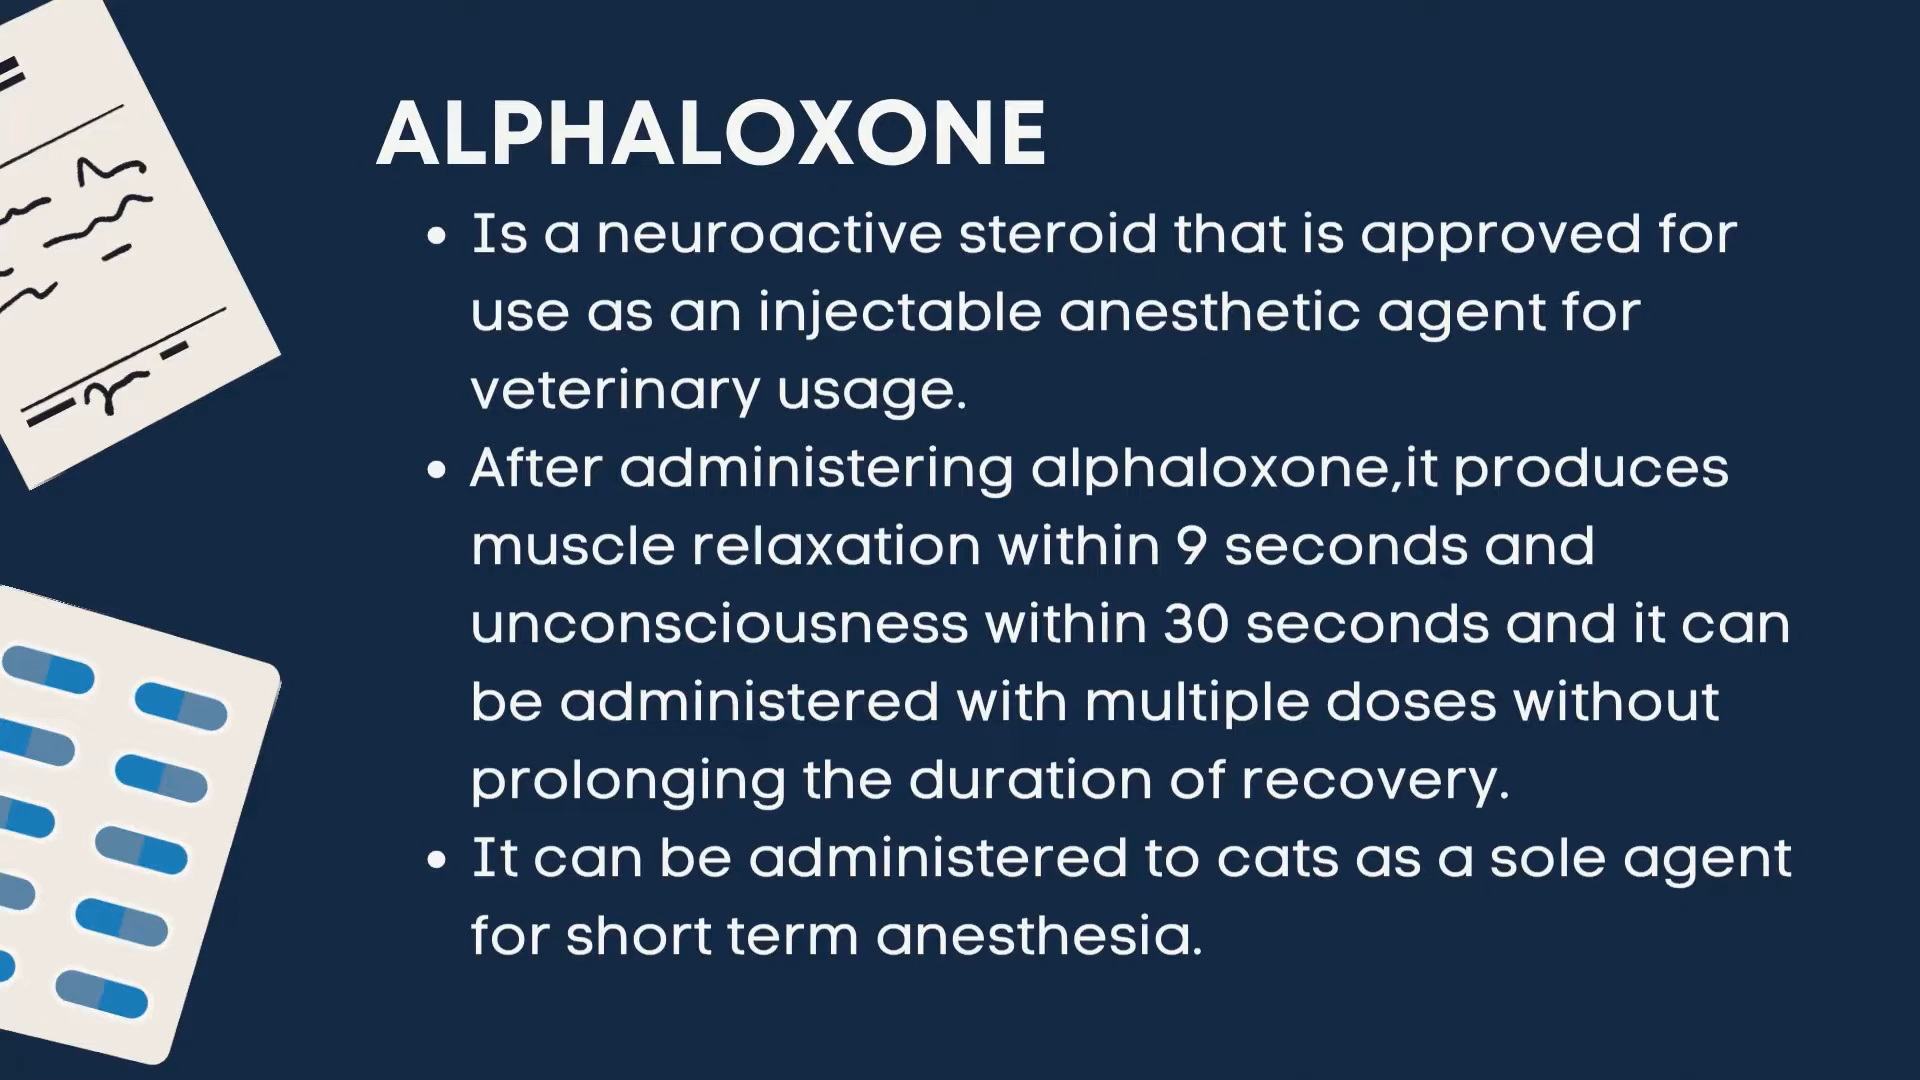 ALPHALOXONE
• Is a neuroactive steroid that is approved for
use as an injectable anesthetic agent for
veterinary usage.
• After administering alphaloxone,it produces
muscle relaxation within 9 seconds and
unconsciousness within 30 seconds and it can
be administered with multiple doses without
prolonging the duration of recovery.
• It can be administered to cats as a sole agent
for short term anesthesia.